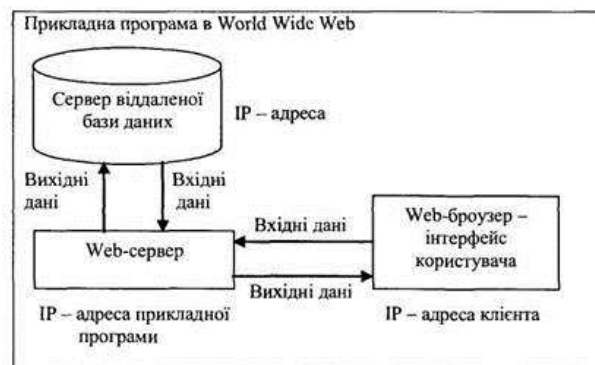 Прикладна програма в World Wide Web
Сервер віддаленої
бази даних
IP – адреса
Вихідні
дані
Вхідні
дані
Web-сервер
Вхідні дані
Вихідні дані
Web-броузер –
інтерфейс
користувача
IP – адреса прикладної
програми
IP – адреса клієнта